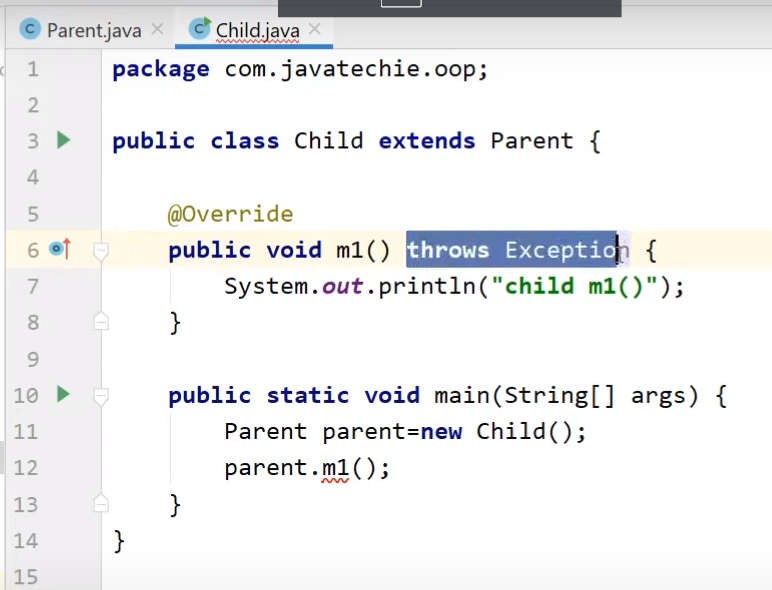 Parent.java
Child.java
1 package com.javatechie.oop;
2
3 public class Child extends Parent {
4
5 @Override
6 public void m1() throws Exception {
7 System.out.println("child m1()");
8 }
9
10 public static void main(String[] args) {
11 Parent parent=new Child();
12 parent.m1();
13 }
14 }
15